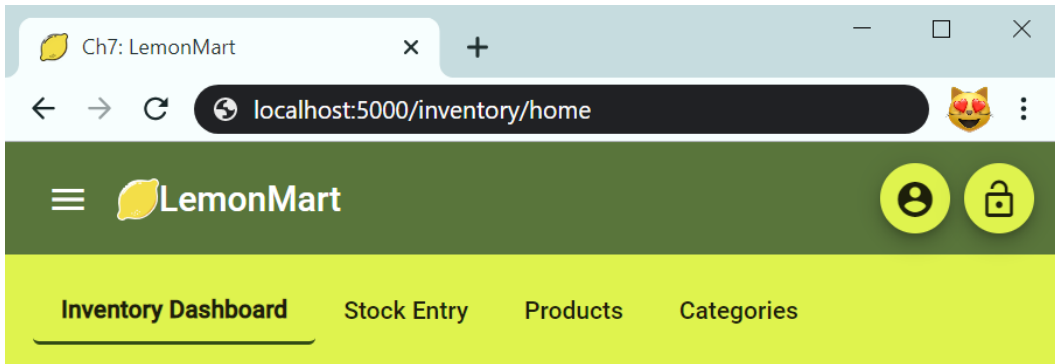 Ch7: LemonMart
localhost:5000/inventory/home
LemonMart
Inventory Dashboard Stock Entry Products Categories